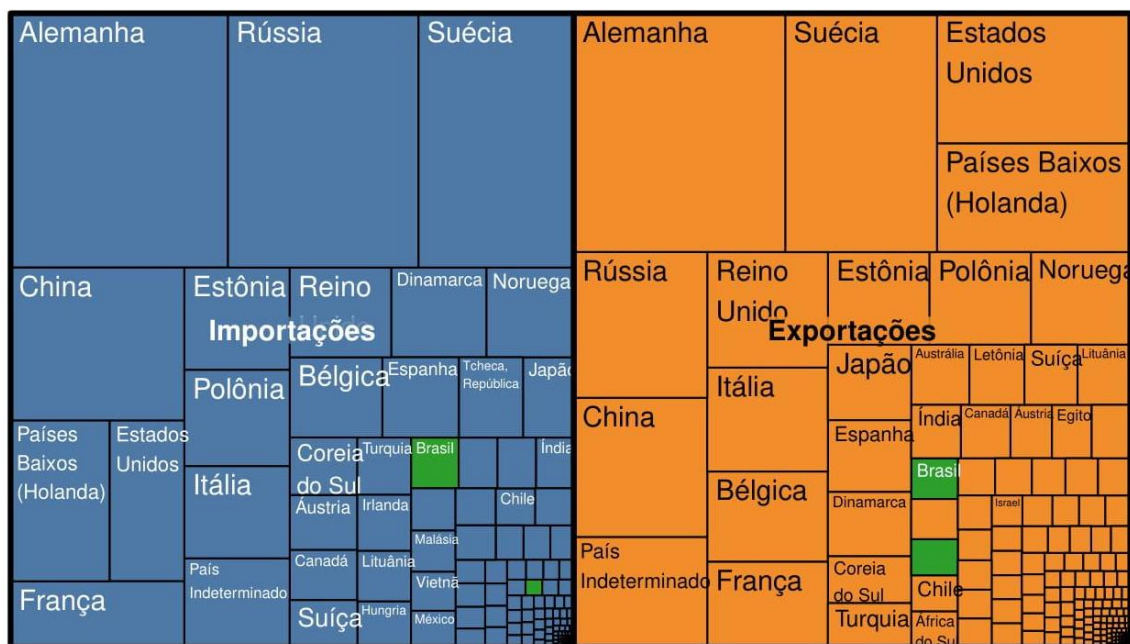 Alemanha
Rússia
Suécia
China
Estônia
Reino
Dinamarca
Noruega
Importações
Polônia
Bélgica
Espanha
Tcheca,
República
Japão
Países
Baixos
(Holanda)
Estados
Unidos
Itália
Coreia
do Sul
Turquia
Brasil
Índia
Áustria
Irlanda
Chile
Canadá
Lituânia
Malásia
Vietnã
País
Indeterminado
França
Suíça
Hungria
México
Alemanha
Suécia
Estados
Unidos
Países Baixos
(Holanda)
Rússia
Reino
Unido
Estônia
Polônia
Noruega
Exportações
Japão
Austrália
Letônia
Suíça
Lituânia
China
Itália
Espanha
Índia
Canadá
Áustria
Egito
Bélgica
Brasil
Dinamarca
Israel
País
Indeterminado
França
Coreia
do Sul
Chile
Turquia
África
do Su